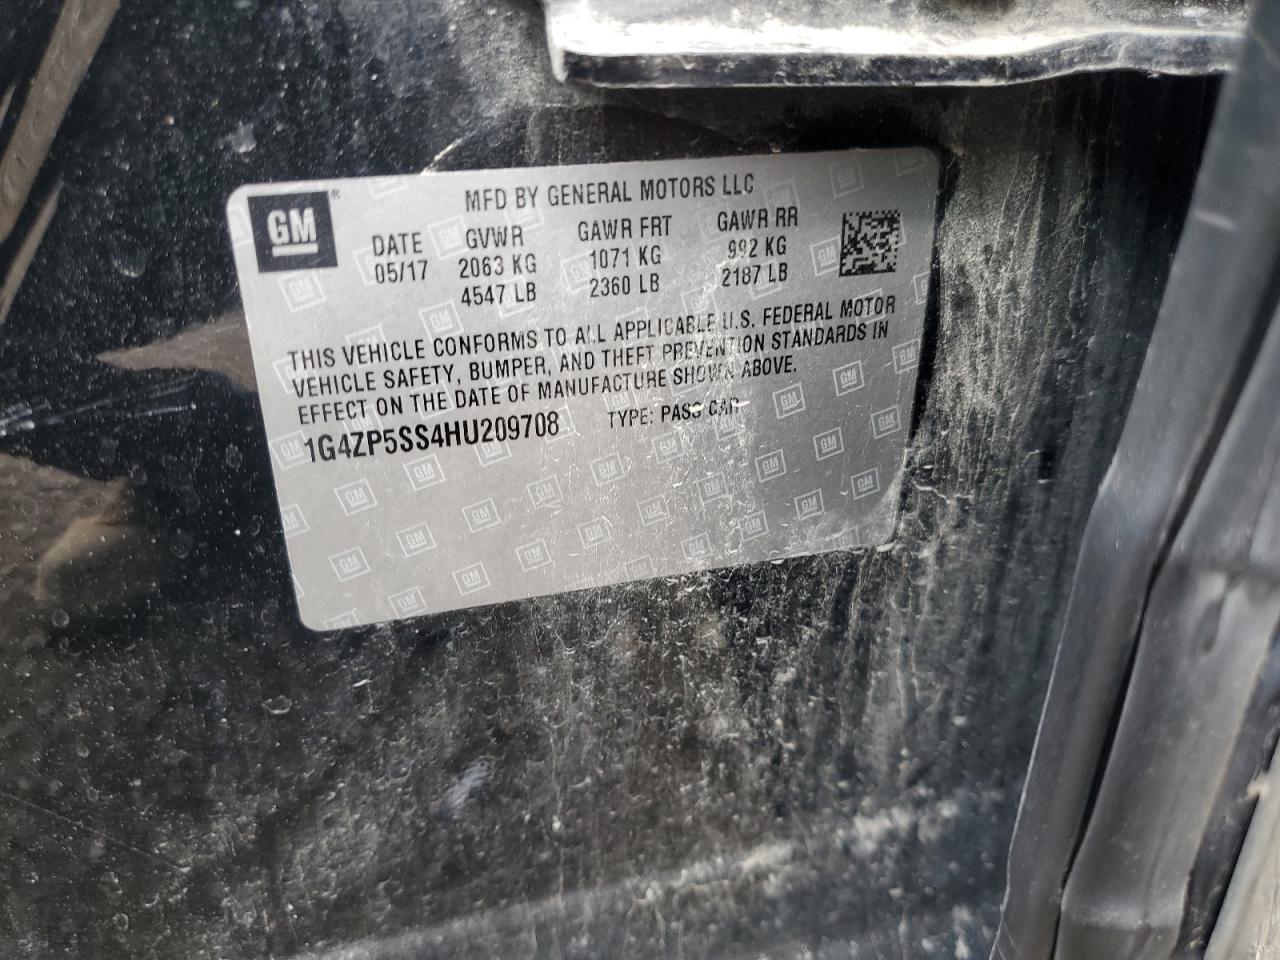 GM ®
MFD BY GENERAL MOTORS LLC
DATE GVWR GAWR FRT GAWR RR
05/17 2063 KG 1071 KG 992 KG
4547 LB 2360 LB 2187 LB
THIS VEHICLE CONFORMS TO ALL APPLICABLE U.S. FEDERAL MOTOR
VEHICLE SAFETY, BUMPER, AND THEFT PREVENTION STANDARDS IN
EFFECT ON THE DATE OF MANUFACTURE SHOWN ABOVE.
1G4ZP5SS4HU209708 TYPE: PASS CAR